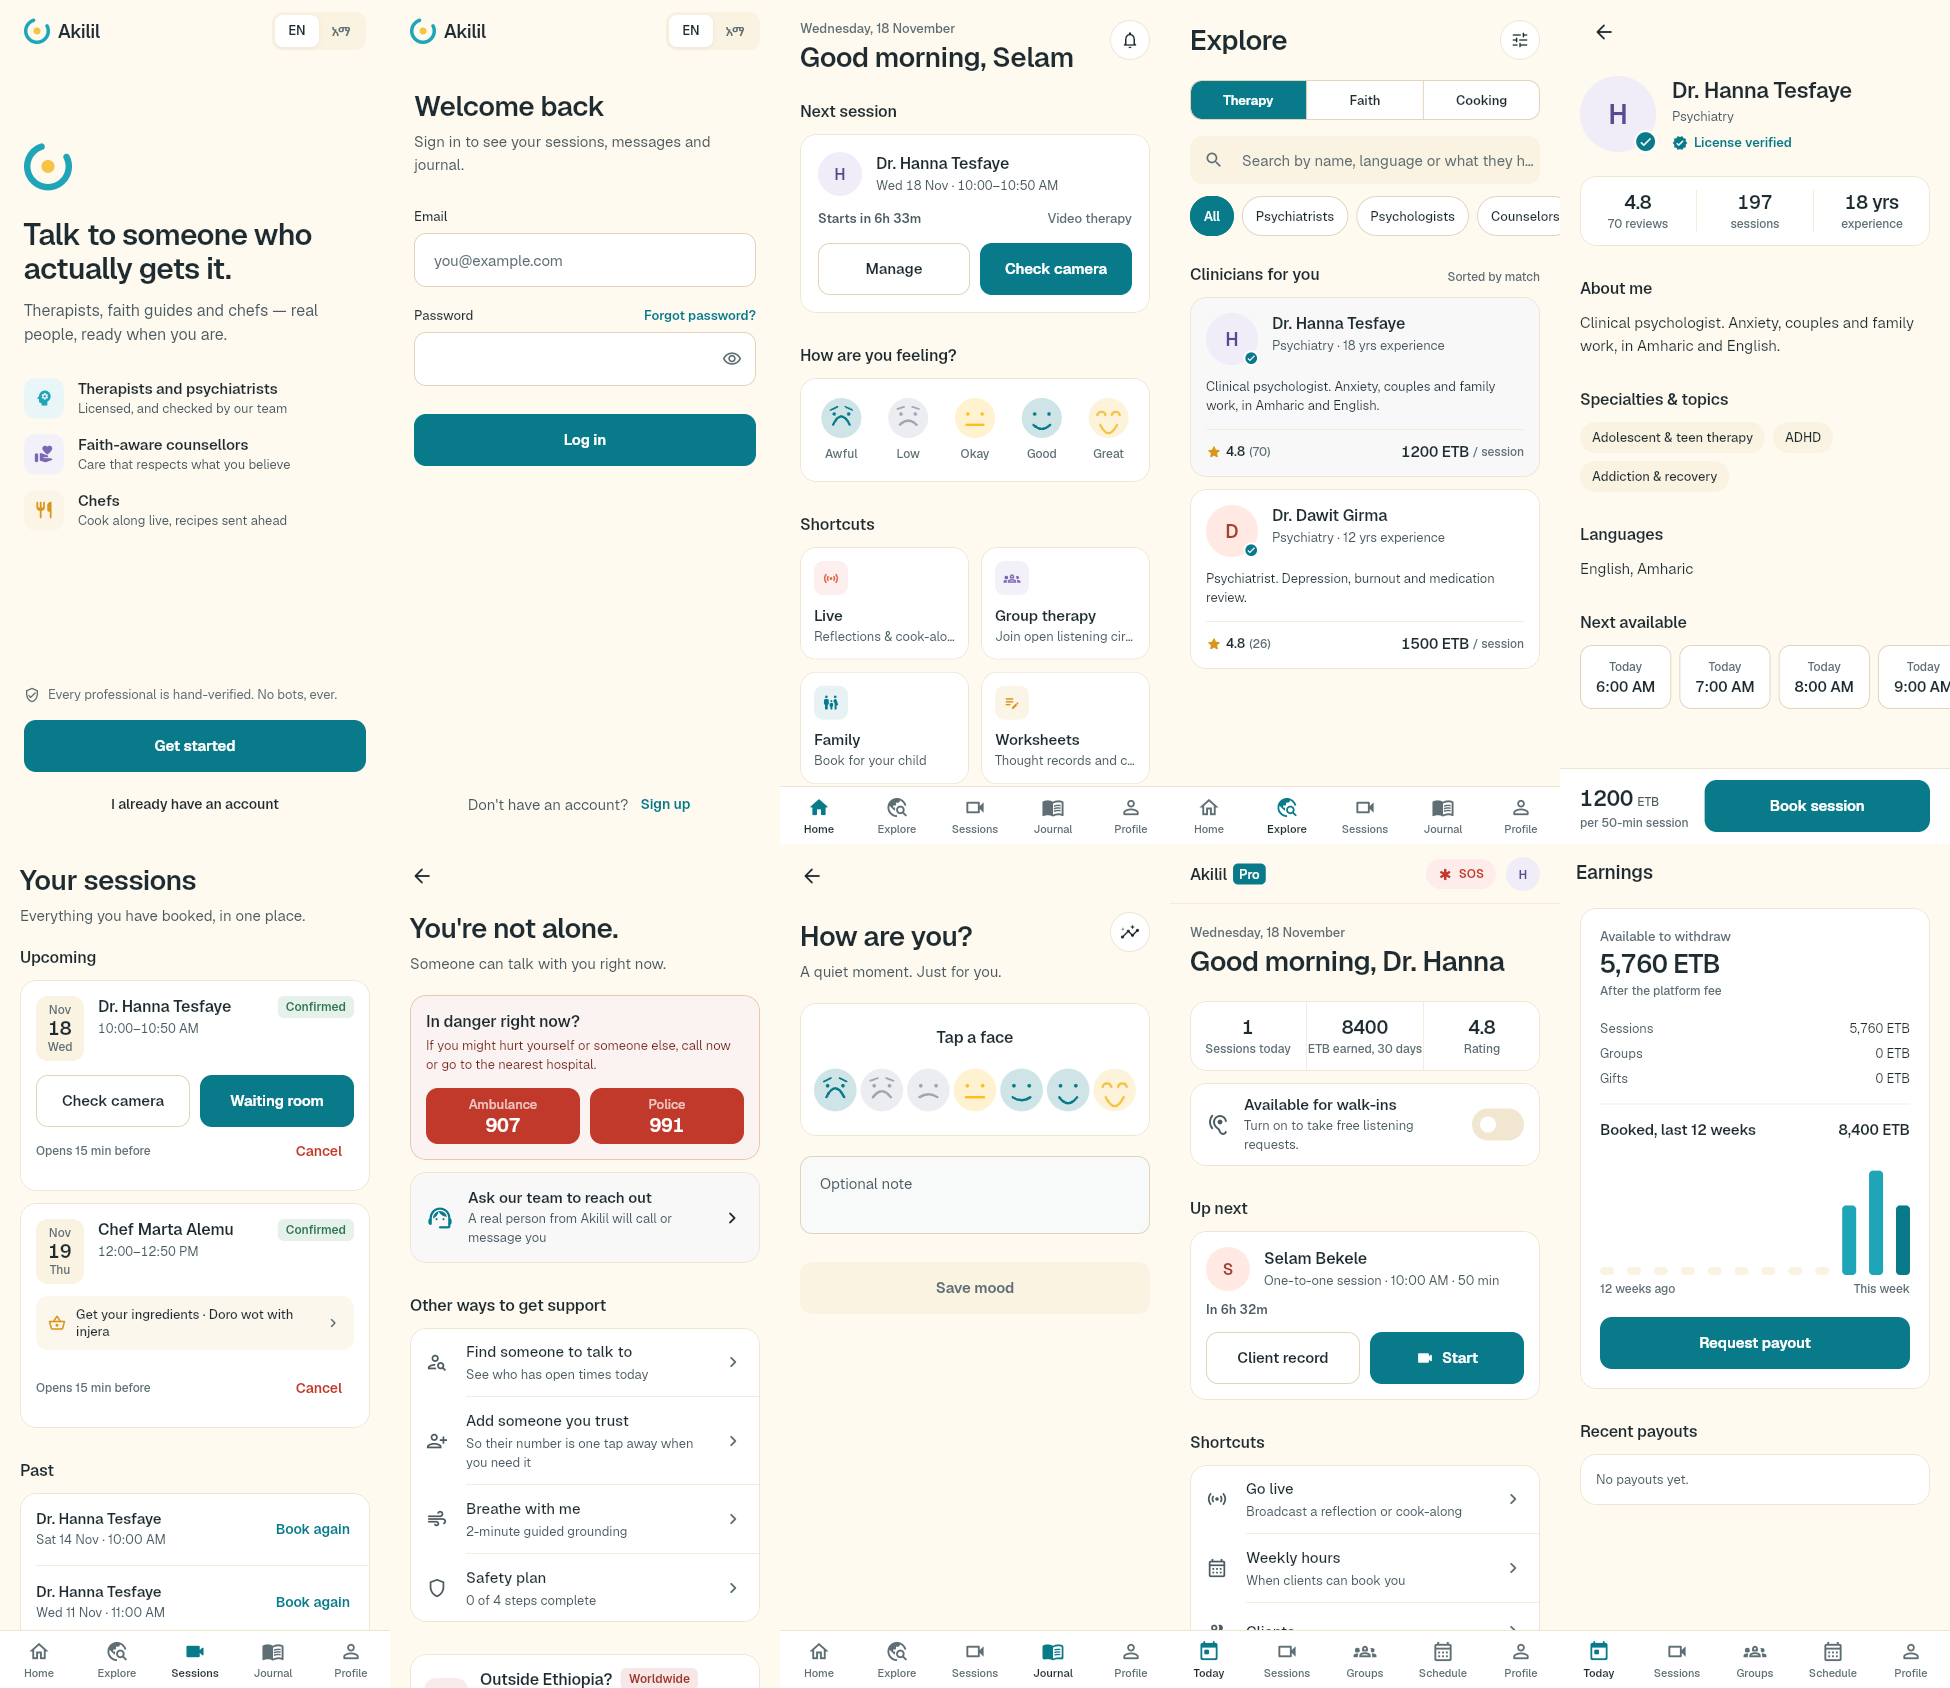 Akilil
EN
አማ
Talk to someone who
actually gets it.
Therapists, faith guides and chefs — real
people, ready when you are.
Therapists and psychiatrists
Licensed, and checked by our team
Faith-aware counsellors
Care that respects what you believe
Chefs
Cook along live, recipes sent ahead
Every professional is hand-verified. No bots, ever.
Get started
I already have an account
Akilil
EN
አማ
Welcome back
Sign in to see your sessions, messages and
journal.
Email
you@example.com
Password
Forgot password?
Log in
Don't have an account? Sign up
Wednesday, 18 November
Good morning, Selam
Next session
H
Dr. Hanna Tesfaye
Wed 18 Nov · 10:00–10:50 AM
Starts in 6h 33m
Video therapy
Manage
Check camera
How are you feeling?
Awful
Low
Okay
Good
Great
Shortcuts
Live
Reflections & cook-alo...
Group therapy
Join open listening cir...
Family
Book for your child
Worksheets
Thought records and c...
Home
Explore
Sessions
Journal
Profile
Explore
Therapy
Faith
Cooking
Search by name, language or what they h...
All
Psychiatrists
Psychologists
Counselors
Clinicians for you
Sorted by match
H
Dr. Hanna Tesfaye
Psychiatry · 18 yrs experience
Clinical psychologist. Anxiety, couples and family
work, in Amharic and English.
4.8 (70)
1200 ETB / session
D
Dr. Dawit Girma
Psychiatry · 12 yrs experience
Psychiatrist. Depression, burnout and medication
review.
4.8 (26)
1500 ETB / session
Home
Explore
Sessions
Journal
Profile
H
Dr. Hanna Tesfaye
Psychiatry
License verified
4.8
70 reviews
197
sessions
18 yrs
experience
About me
Clinical psychologist. Anxiety, couples and family
work, in Amharic and English.
Specialties & topics
Adolescent & teen therapy
ADHD
Addiction & recovery
Languages
English, Amharic
Next available
Today
6:00 AM
Today
7:00 AM
Today
8:00 AM
Today
9:00 AM
1200 ETB
per 50-min session
Book session
Your sessions
Everything you have booked, in one place.
Upcoming
Nov
18
Wed
Dr. Hanna Tesfaye
10:00–10:50 AM
Confirmed
Check camera
Waiting room
Opens 15 min before
Cancel
Nov
19
Thu
Chef Marta Alemu
12:00–12:50 PM
Confirmed
Get your ingredients · Doro wot with
injera
Opens 15 min before
Cancel
Past
Dr. Hanna Tesfaye
Sat 14 Nov · 10:00 AM
Book again
Dr. Hanna Tesfaye
Wed 11 Nov · 11:00 AM
Book again
Home
Explore
Sessions
Journal
Profile
You're not alone.
Someone can talk with you right now.
In danger right now?
If you might hurt yourself or someone else, call now
or go to the nearest hospital.
Ambulance
907
Police
991
Ask our team to reach out
A real person from Akilil will call or
message you
Other ways to get support
Find someone to talk to
See who has open times today
Add someone you trust
So their number is one tap away when
you need it
Breathe with me
2-minute guided grounding
Safety plan
0 of 4 steps complete
Outside Ethiopia?
Worldwide
How are you?
A quiet moment. Just for you.
Tap a face
Optional note
Save mood
Home
Explore
Sessions
Journal
Profile
Akilil Pro
SOS
H
Wednesday, 18 November
Good morning, Dr. Hanna
1
Sessions today
8400
ETB earned, 30 days
4.8
Rating
Available for walk-ins
Turn on to take free listening
requests.
Up next
S
Selam Bekele
One-to-one session · 10:00 AM · 50 min
In 6h 32m
Client record
Start
Shortcuts
Go live
Broadcast a reflection or cook-along
Weekly hours
When clients can book you
Clients
Today
Sessions
Groups
Schedule
Profile
Earnings
Available to withdraw
5,760 ETB
After the platform fee
Sessions
5,760 ETB
Groups
0 ETB
Gifts
0 ETB
Booked, last 12 weeks
8,400 ETB
12 weeks ago
This week
Request payout
Recent payouts
No payouts yet.
Today
Sessions
Groups
Schedule
Profile